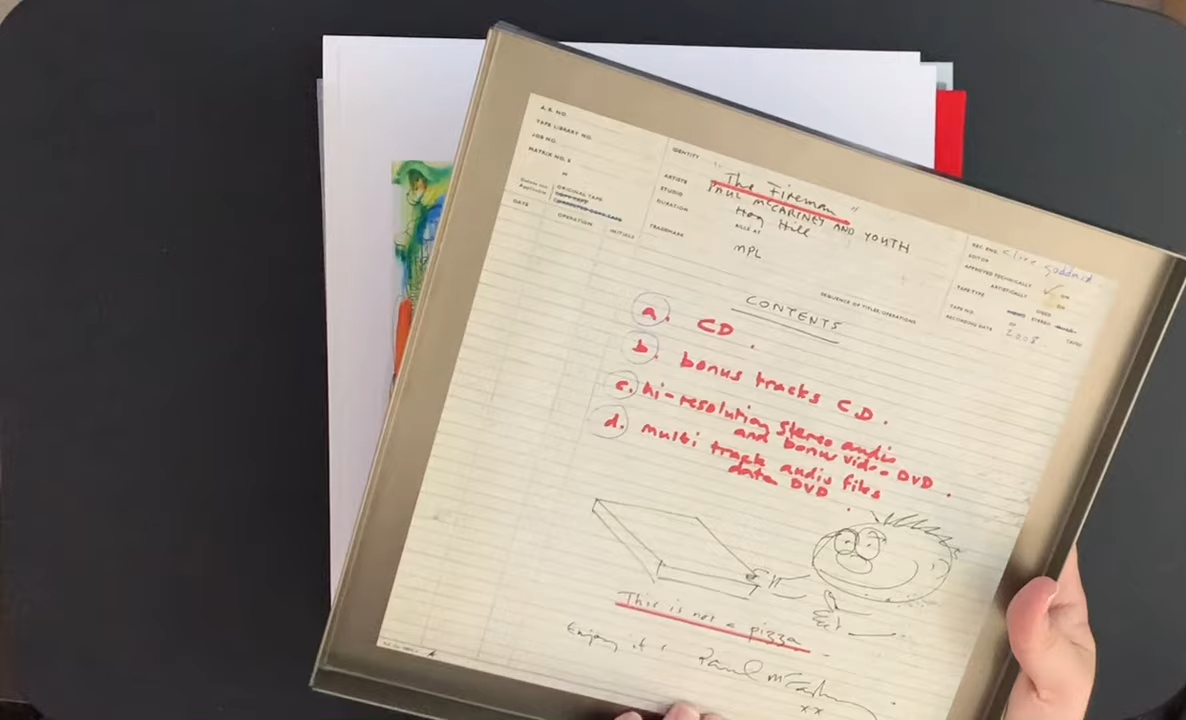 A.R. NO.
TAPE LIBRARY NO.
JOB NO.
MATRIX NO. S
ORIGINAL TAPE
DATE
OPERATION
INITIALS
IDENTITY
"The Fireman"
ARTISTE
PAUL McCARTNEY AND YOUTH
STUDIO
Hog Hill
DURATION
TRADEMARK
MPL
REC ENG. Clive Goddard
EDITOR
APPROVED TECHNICALLY
ARTISTICALLY
TAPE TYPE
TAPE NO.
RECORDING DATE
2008
SEQUENCE OF TITLES/OPERATIONS
CONTENTS
a. CD.
b. bonus tracks CD.
c. hi-resolution stereo audio
and bonus video DVD.
d. multi track audio files
data DVD.
This is not a pizza
Enjoy it! Paul McCartney
xx